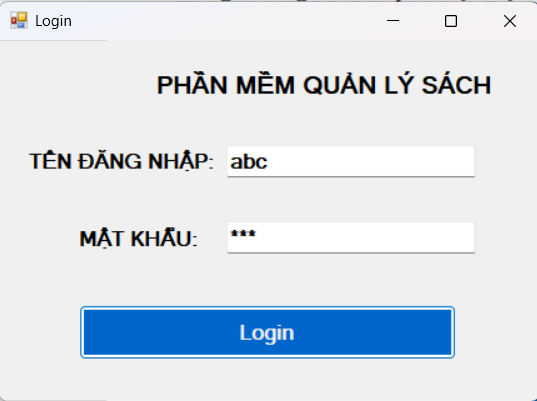 Login
PHẦN MỀM QUẢN LÝ SÁCH
TÊN ĐĂNG NHẬP: abc
MẬT KHẨU: ***
Login